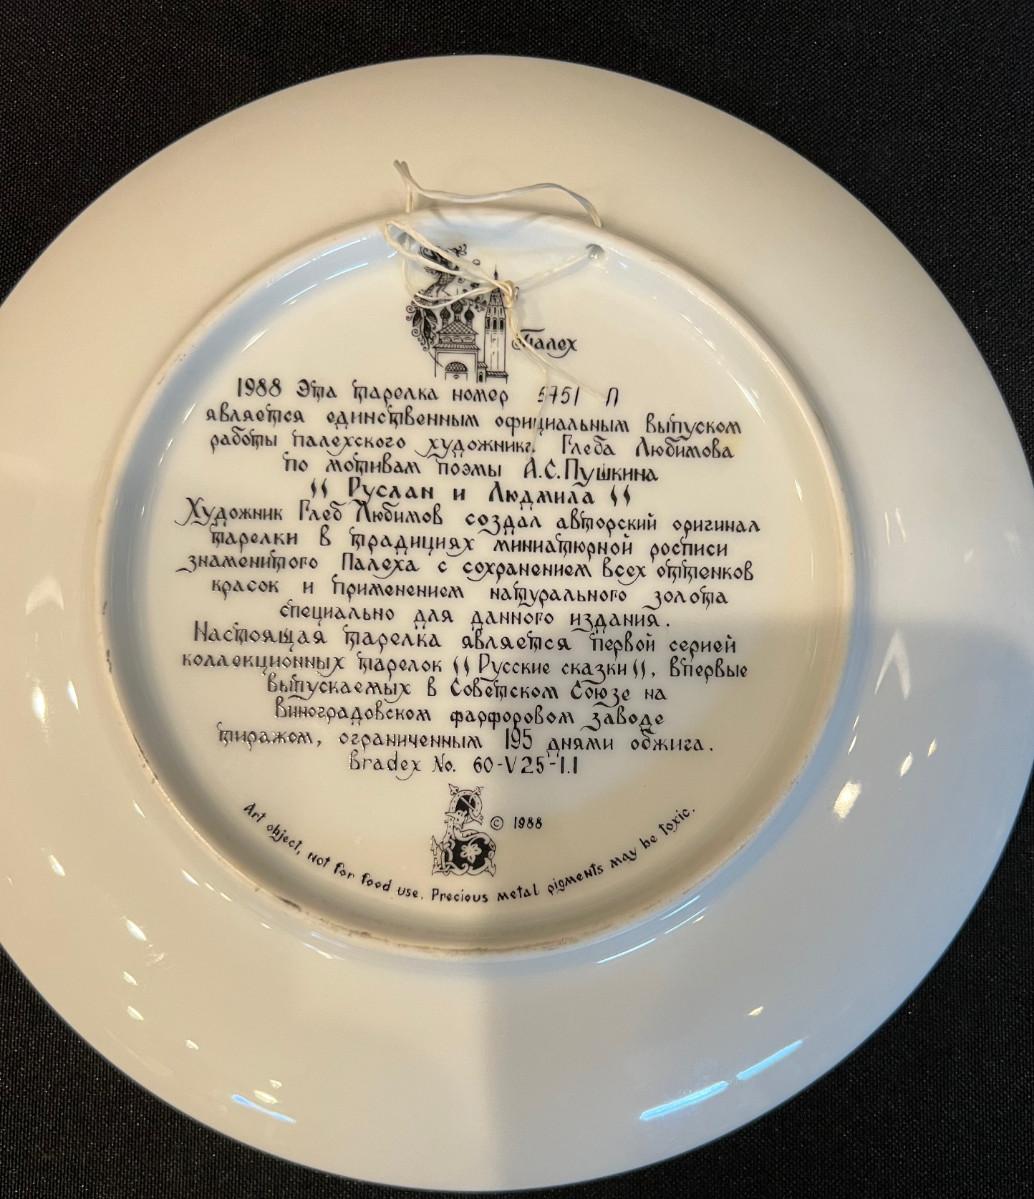 Палех
1988 Эта тарелка номер 5751 П
является единственным официальным выпуском
работы палехского художника Глеба Любимова
по мотивам поэмы А.С.Пушкина
"Руслан и Людмила"
Художник Глеб Любимов создал авторский оригинал
тарелки в традициях миниатюрной росписи
знаменитого Палеха с сохранением всех оттенков
красок и применением натурального золота
специально для данного издания.
Настоящая тарелка является первой серией
коллекционных тарелок "Русские сказки", впервые
выпускаемых в Советском Союзе на
Виноградовском фарфоровом заводе
тиражом, ограниченным 195 днями обжига.
Bradex No. 60-V25-1.1
© 1988
Art object, not for food use. Precious metal pigments may be toxic.